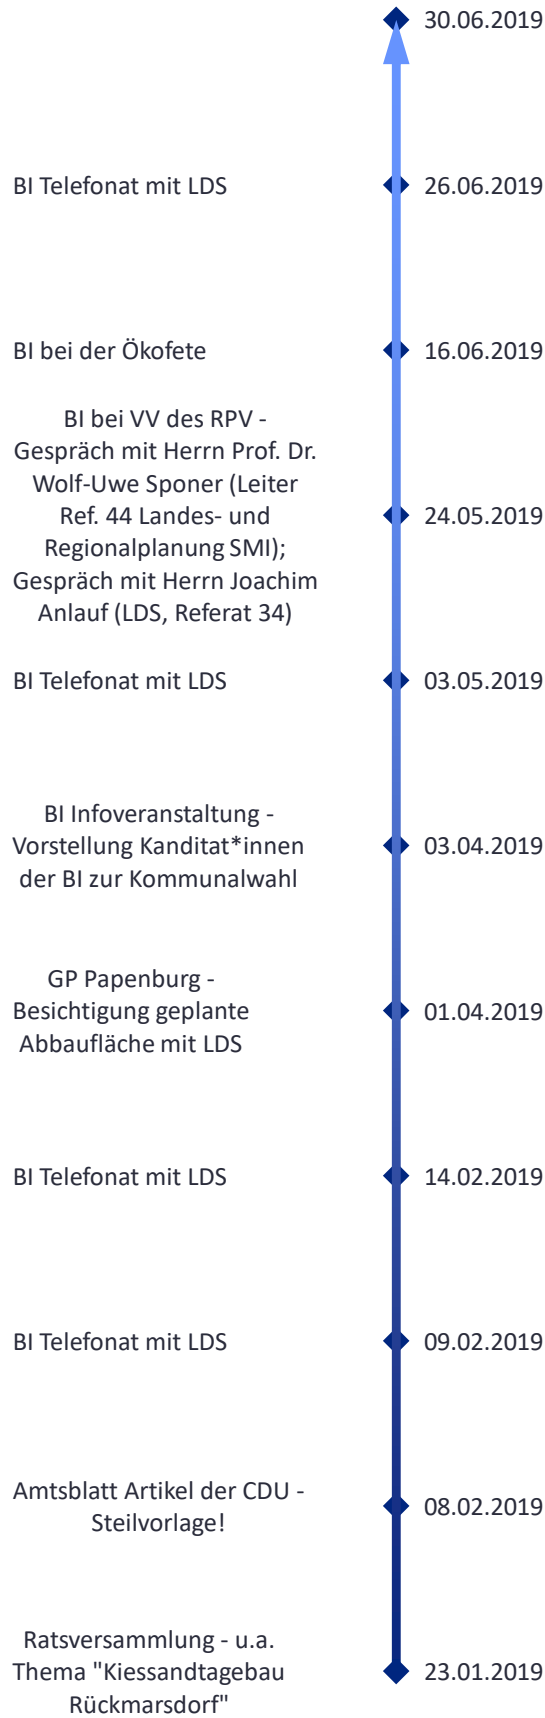 30.06.2019
BI Telefonat mit LDS
26.06.2019
BI bei der Ökofete
16.06.2019
BI bei VV des RPV -
Gespräch mit Herrn Prof. Dr.
Wolf-Uwe Sponer (Leiter
Ref. 44 Landes- und
Regionalplanung SMI);
Gespräch mit Herrn Joachim
Anlauf (LDS, Referat 34)
24.05.2019
BI Telefonat mit LDS
03.05.2019
BI Infoveranstaltung -
Vorstellung Kanditat*innen
der BI zur Kommunalwahl
03.04.2019
GP Papenburg -
Besichtigung geplante
Abbaufläche mit LDS
01.04.2019
BI Telefonat mit LDS
14.02.2019
BI Telefonat mit LDS
09.02.2019
Amtsblatt Artikel der CDU -
Steilvorlage!
08.02.2019
Ratsversammlung - u.a.
Thema "Kiessandtagebau
Rückmarsdorf"
23.01.2019